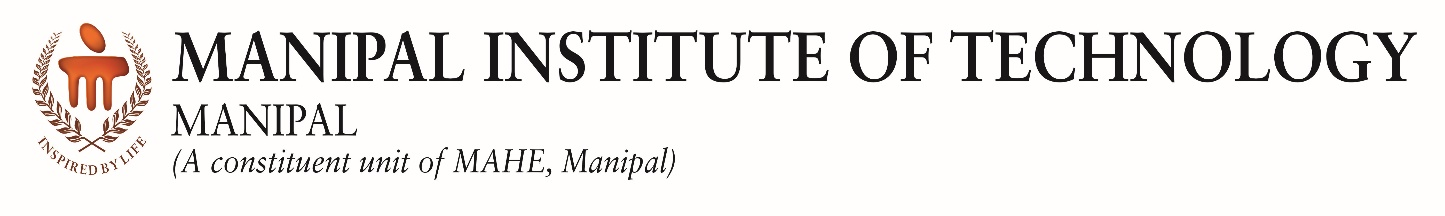 MANIPAL INSTITUTE OF TECHNOLOGY
MANIPAL
(A constituent unit of MAHE, Manipal)
INSPIRED BY LIFE